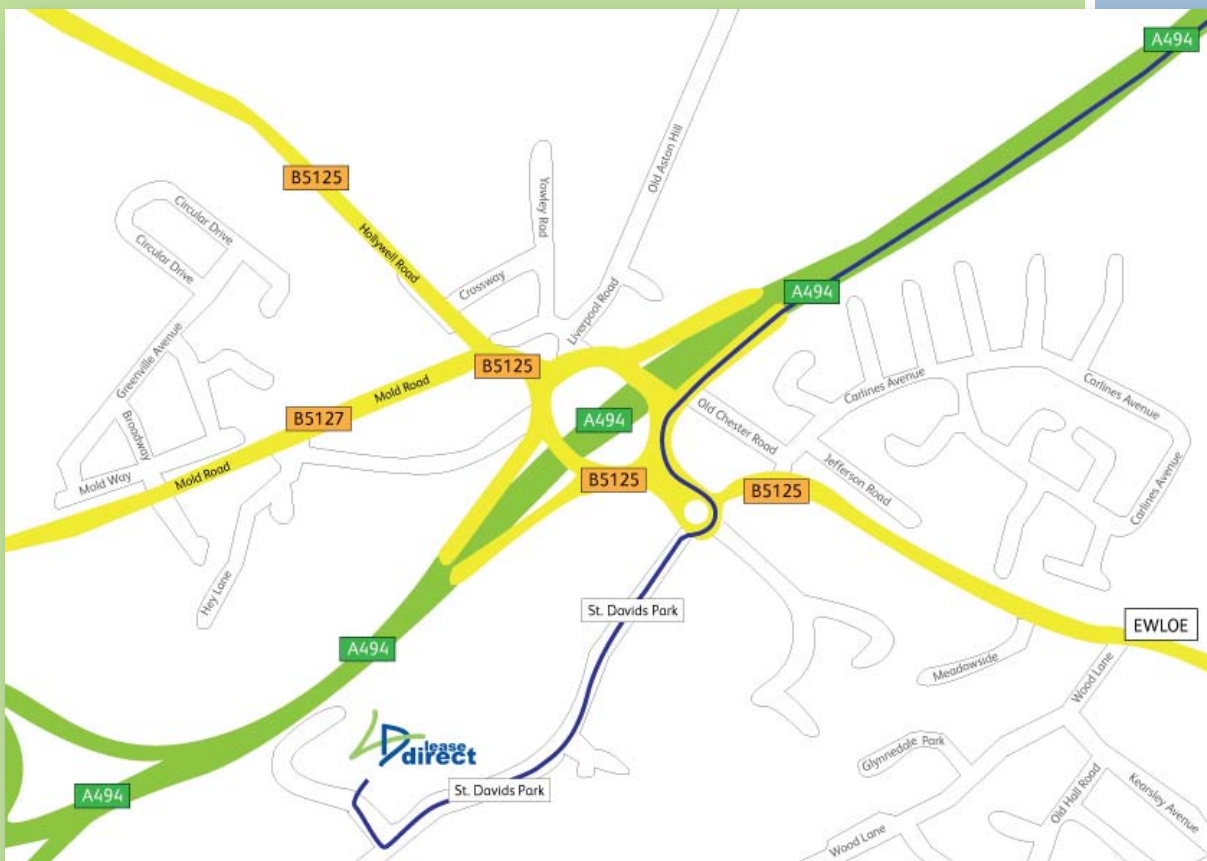 A494
Old Aston Hill
B5125
Yowley Rad
Circular Drive
Circular Drive
Hollywell Road
Crossway
Liverpool Road
A494
Greenville Avenue
B5125
Mold Road
Carlines Avenue
Carlines Avenue
Broadway
B5127
A494
Old Chester Road
Mold Way
Mold Road
B5125
B5125
Jefferson Road
Carlines Avenue
Hey Lane
St. Davids Park
EWLOE
A494
Meadowside
Wood Lane
lease
direct
Glynnedale Park
A494
St. Davids Park
Old Hall Road
Kearsley Avenue
Wood Lane